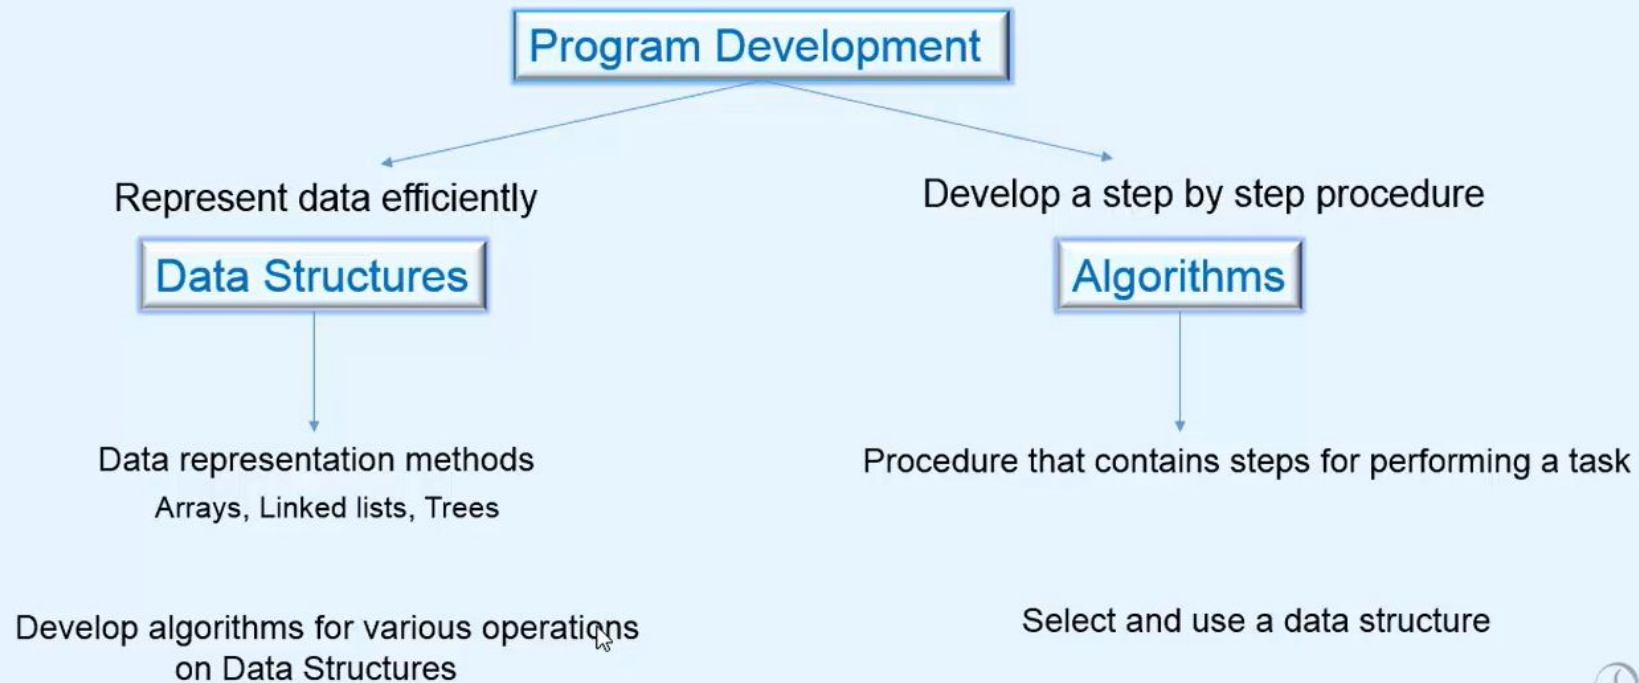 Program Development
Represent data efficiently
Data Structures
Data representation methods
Arrays, Linked lists, Trees
Develop algorithms for various operations
on Data Structures
Develop a step by step procedure
Algorithms
Procedure that contains steps for performing a task
Select and use a data structure